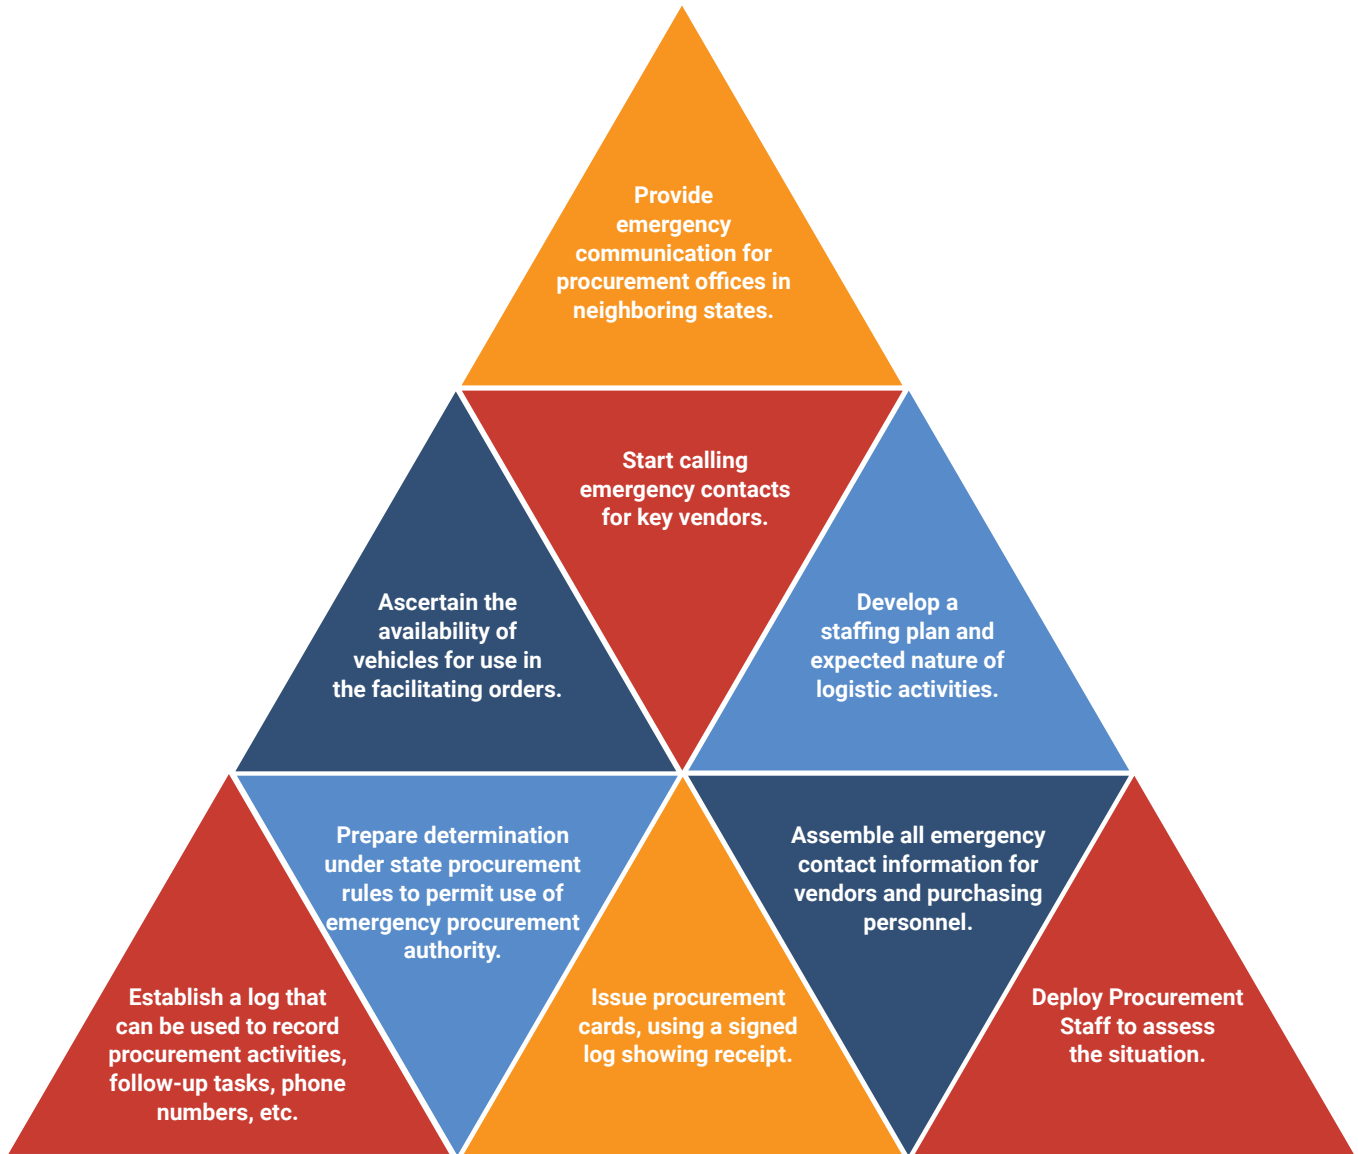 Provide
emergency
communication for
procurement offices in
neighboring states.
Start calling
emergency contacts
for key vendors.
Ascertain the
availability of
vehicles for use in
the facilitating orders.
Develop a
staffing plan and
expected nature of
logistic activities.
Prepare determination
under state procurement
rules to permit use of
emergency procurement
authority.
Assemble all emergency
contact information for
vendors and purchasing
personnel.
Establish a log that
can be used to record
procurement activities,
follow-up tasks, phone
numbers, etc.
Issue procurement
cards, using a signed
log showing receipt.
Deploy Procurement
Staff to assess
the situation.